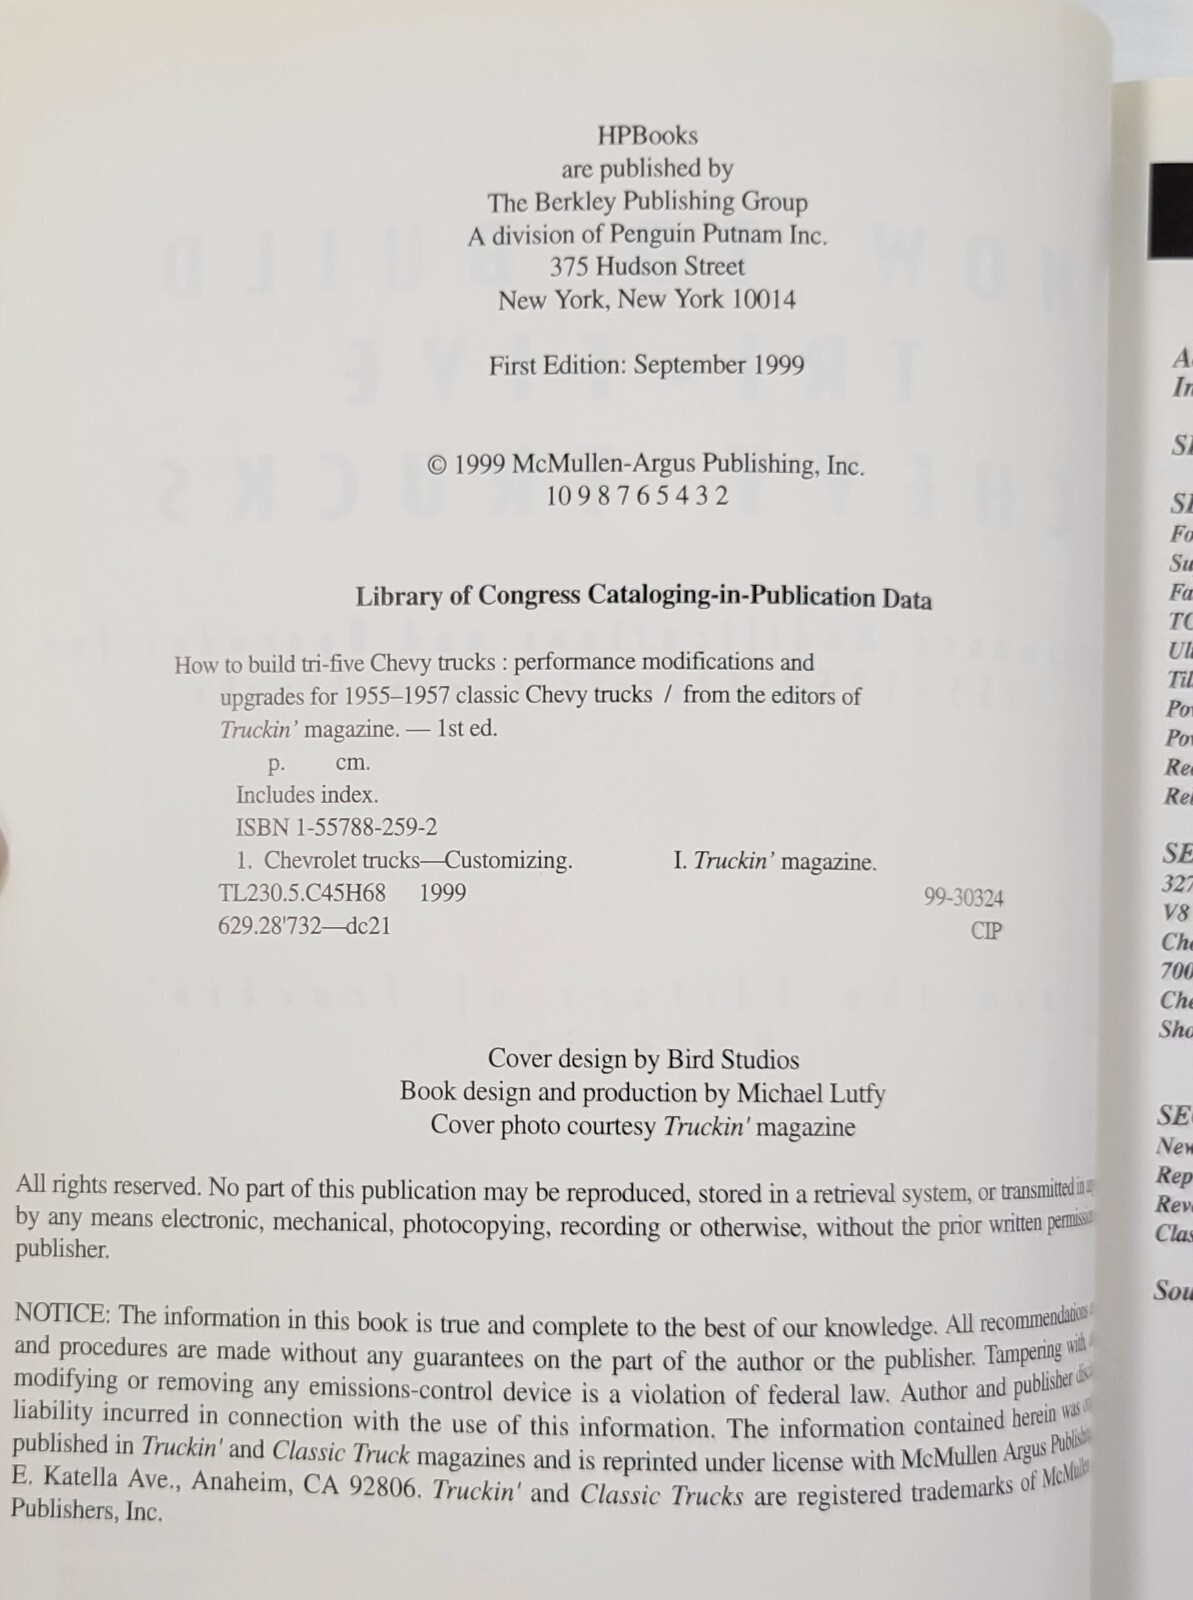 HPBooks
are published by
The Berkley Publishing Group
A division of Penguin Putnam Inc.
375 Hudson Street
New York, New York 10014
First Edition: September 1999
© 1999 McMullen-Argus Publishing, Inc.
10 9 8 7 6 5 4 3 2
Library of Congress Cataloging-in-Publication Data
How to build tri-five Chevy trucks : performance modifications and
upgrades for 1955–1957 classic Chevy trucks / from the editors of
Truckin' magazine. — 1st ed.
p. cm.
Includes index.
ISBN 1-55788-259-2
1. Chevrolet trucks—Customizing. I. Truckin' magazine.
TL230.5.C45H68 1999 99-30324
629.28'732—dc21 CIP
Cover design by Bird Studios
Book design and production by Michael Lutfy
Cover photo courtesy Truckin' magazine
All rights reserved. No part of this publication may be reproduced, stored in a retrieval system, or transmitted in
by any means electronic, mechanical, photocopying, recording or otherwise, without the prior written
publisher.
NOTICE: The information in this book is true and complete to the best of our knowledge. All recommendations
and procedures are made without any guarantees on the part of the author or the publisher. Tampering with
modifying or removing any emissions-control device is a violation of federal law. Author and publisher
liability incurred in connection with the use of this information. The information contained herein was
published in Truckin' and Classic Truck magazines and is reprinted under license with McMullen Argus
E. Katella Ave., Anaheim, CA 92806. Truckin' and Classic Trucks are registered trademarks of McMullen
Publishers, Inc.
327
V8
700